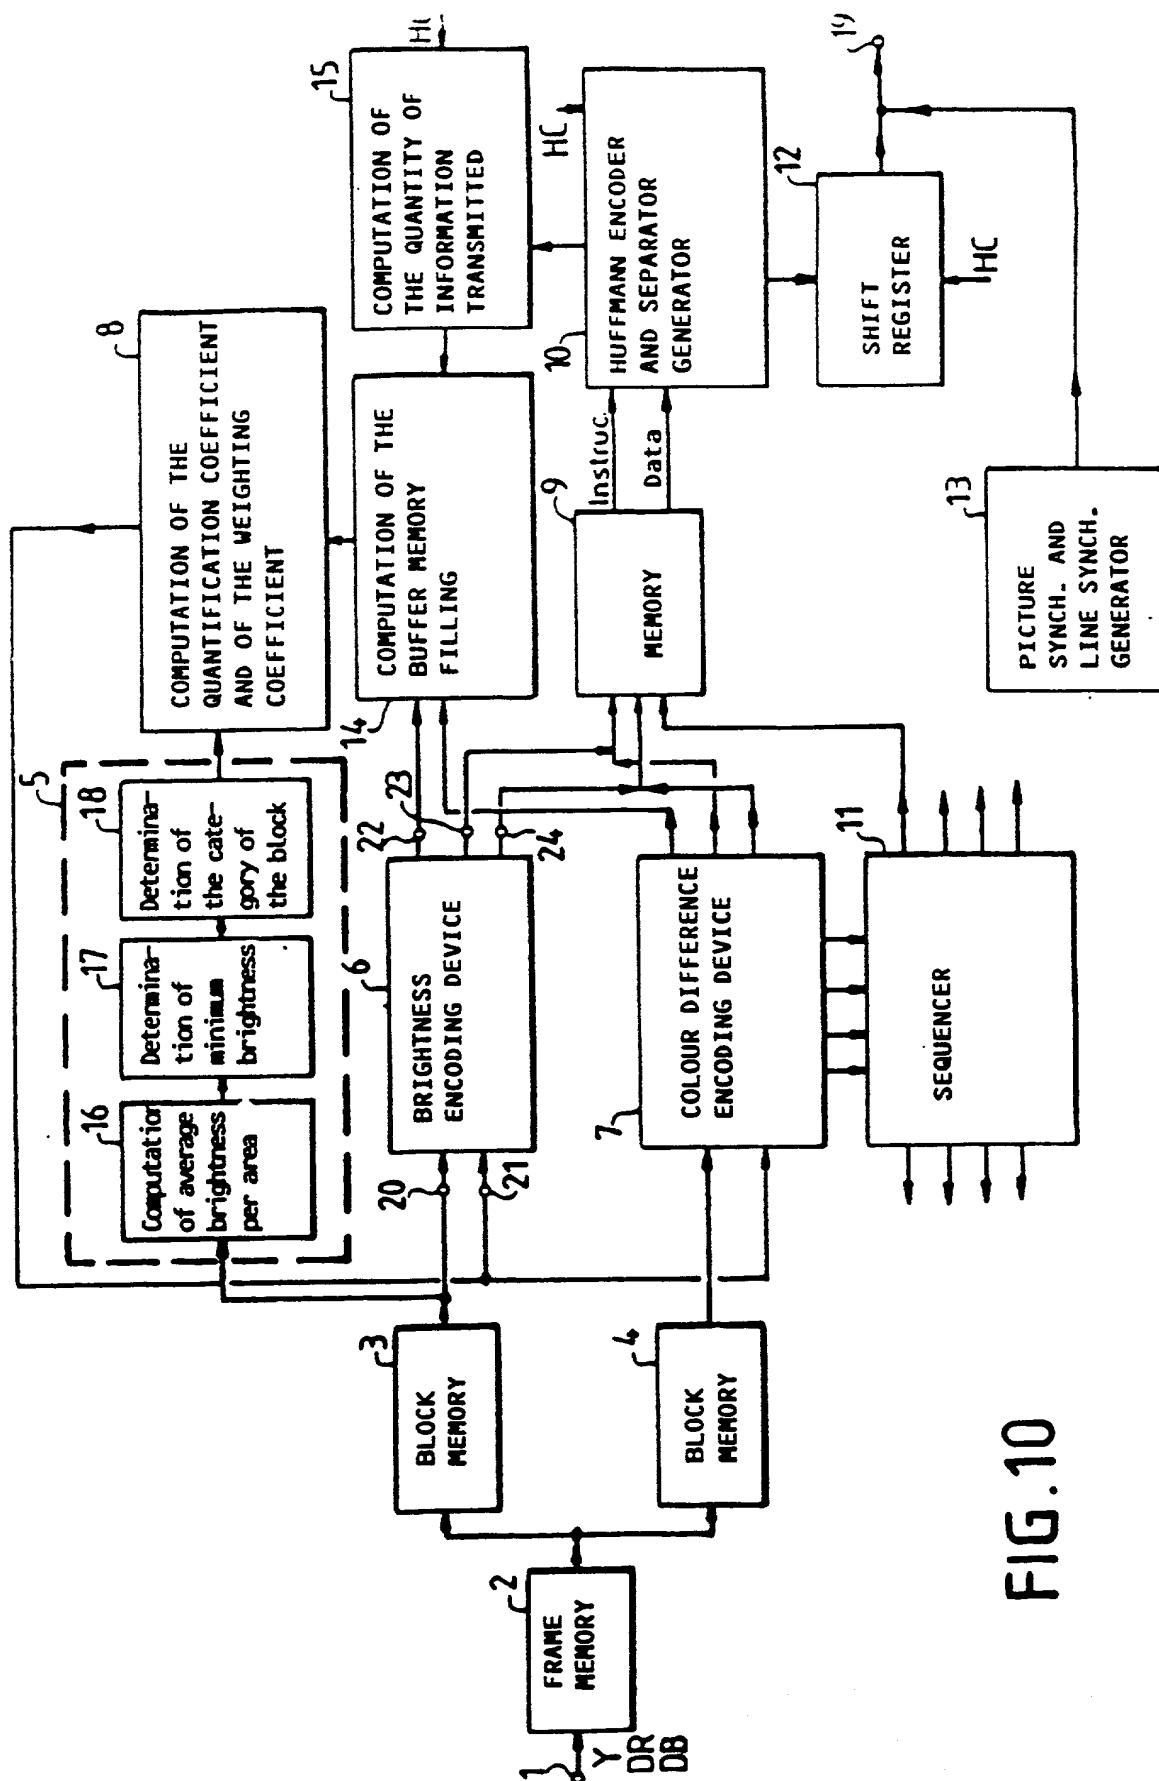 1
Y
DR
DB
2
FRAME
MEMORY
3
BLOCK
MEMORY
4
BLOCK
MEMORY
5
16
Computation
of average
brightness
per area
17
Determina-
tion of
minimum
brightness
18
Determina-
tion of
the cate-
gory of
the block
8
COMPUTATION OF THE
QUANTIFICATION COEFFICIENT
AND OF THE WEIGHTING
COEFFICIENT
20
21
6
BRIGHTNESS
ENCODING DEVICE
22
23
24
7
COLOUR DIFFERENCE
ENCODING DEVICE
11
SEQUENCER
14
COMPUTATION OF THE
BUFFER MEMORY
FILLING
15
COMPUTATION OF
THE QUANTITY OF
INFORMATION
TRANSMITTED
9
MEMORY
Instruc.
Data
10
HUFFMANN ENCODER
AND SEPARATOR
GENERATOR
HC
12
SHIFT
REGISTER
HC
13
PICTURE
SYNCH. AND
LINE SYNCH.
GENERATOR
19
FIG.10